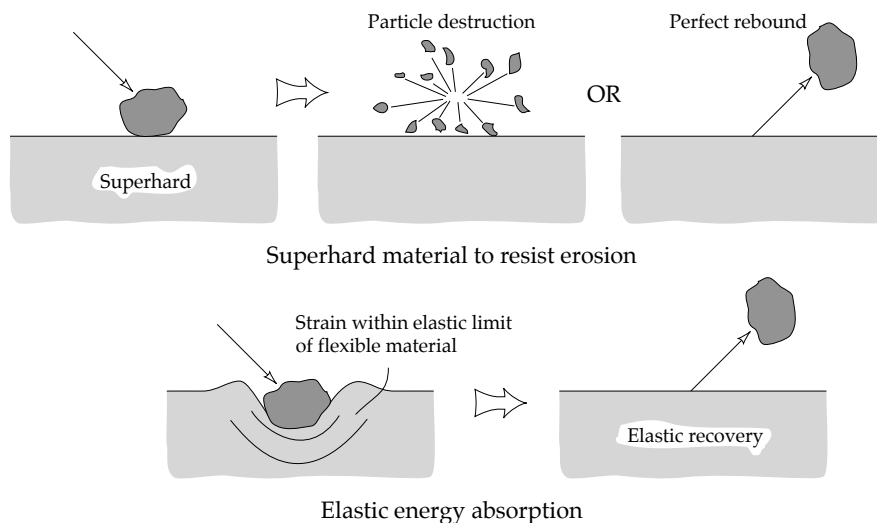 Particle destruction
Perfect rebound
OR
Superhard
Superhard material to resist erosion
Strain within elastic limit
of flexible material
Elastic recovery
Elastic energy absorption